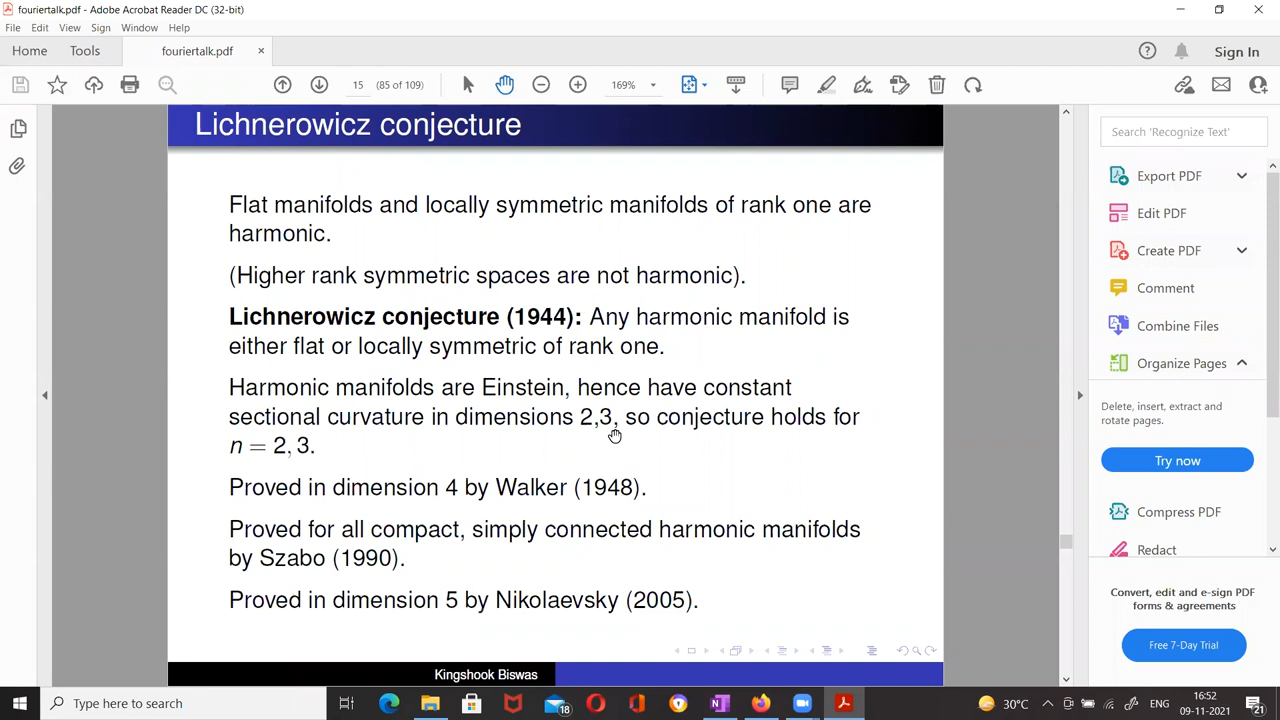 fouriertalk.pdf - Adobe Acrobat Reader DC (32-bit)
File Edit View Sign Window Help
Home Tools fouriertalk.pdf × Sign In
15 (85 of 109) 169%
Lichnerowicz conjecture
Flat manifolds and locally symmetric manifolds of rank one are
harmonic.
(Higher rank symmetric spaces are not harmonic).
Lichnerowicz conjecture (1944): Any harmonic manifold is
either flat or locally symmetric of rank one.
Harmonic manifolds are Einstein, hence have constant
sectional curvature in dimensions 2,3, so conjecture holds for
n = 2, 3.
Proved in dimension 4 by Walker (1948).
Proved for all compact, simply connected harmonic manifolds
by Szabo (1990).
Proved in dimension 5 by Nikolaevsky (2005).
Kingshook Biswas
Search 'Recognize Text'
Export PDF
Edit PDF
Create PDF
Comment
Combine Files
Organize Pages
Delete, insert, extract and
rotate pages.
Try now
Compress PDF
Redact
Convert, edit and e-sign PDF
forms & agreements
Free 7-Day Trial
Type here to search
18
30°C
ENG
16:52
09-11-2021
21